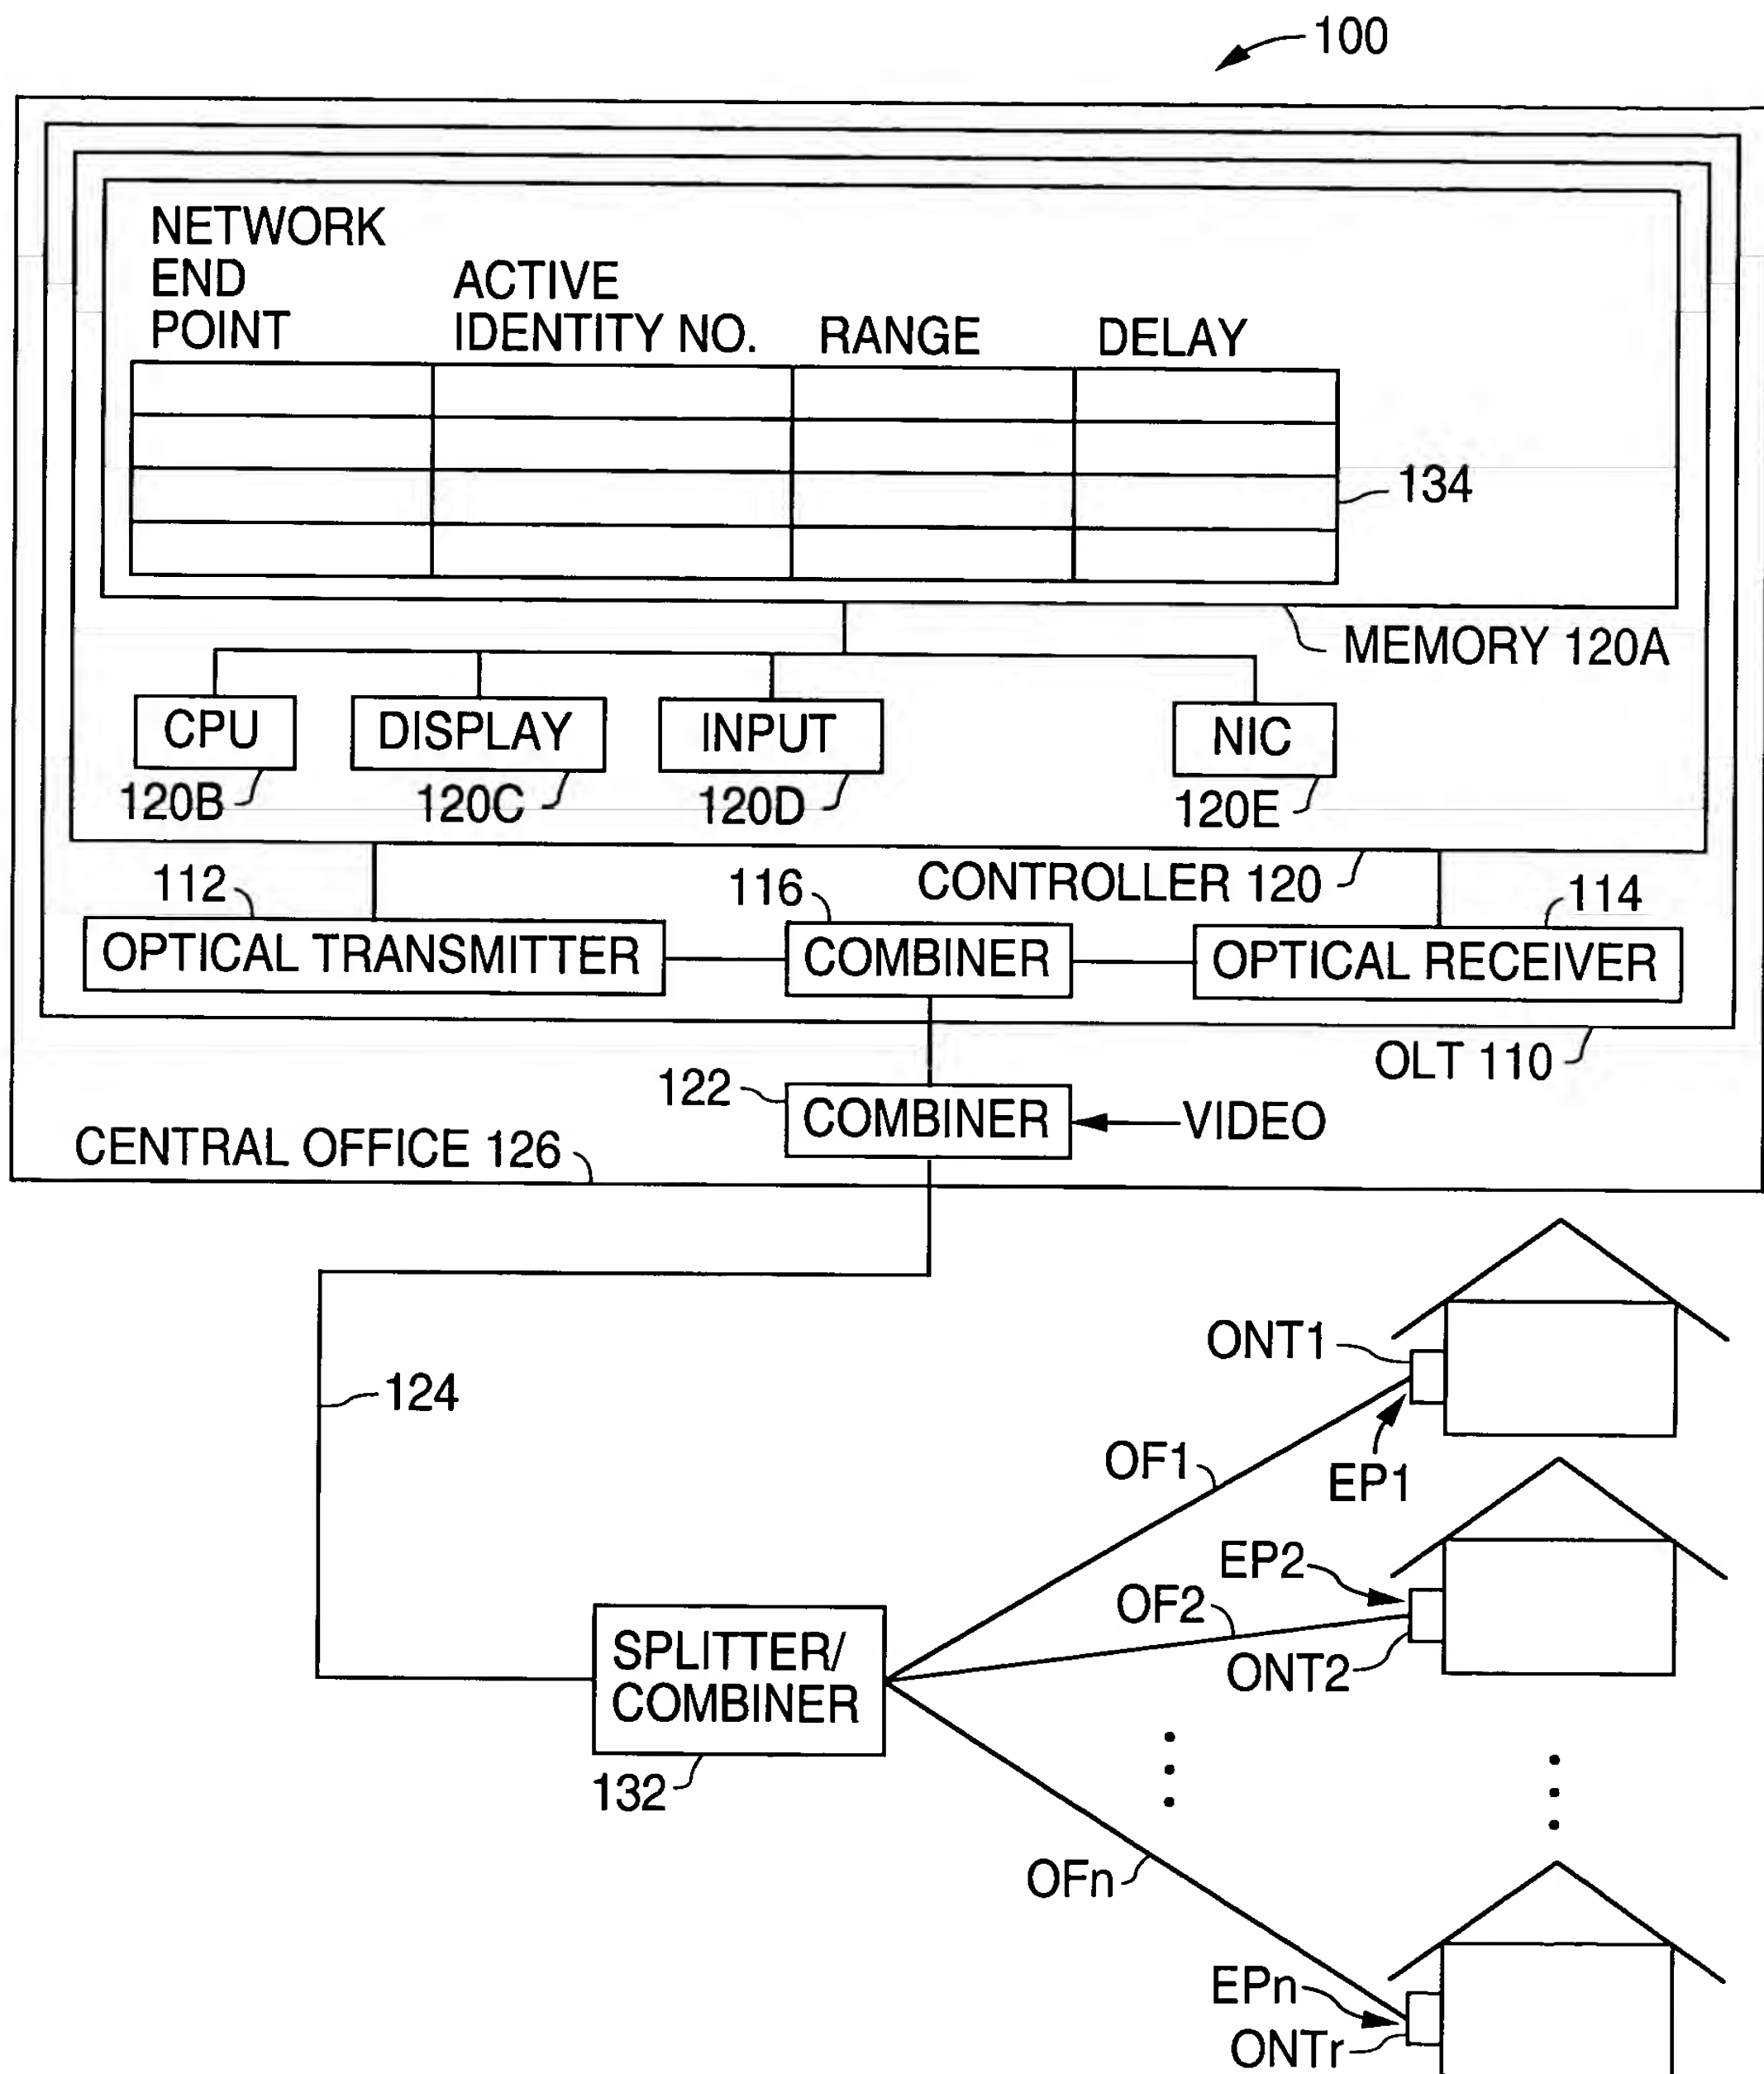 100
NETWORK
END
POINT
ACTIVE
IDENTITY NO.
RANGE
DELAY
134
MEMORY 120A
CPU
DISPLAY
INPUT
NIC
120B
120C
120D
120E
CONTROLLER 120
112
116
114
OPTICAL TRANSMITTER
COMBINER
OPTICAL RECEIVER
OLT 110
122
COMBINER
VIDEO
CENTRAL OFFICE 126
ONT1
124
OF1
EP1
EP2
OF2
ONT2
SPLITTER/
COMBINER
132
OFn
EPn
ONTr